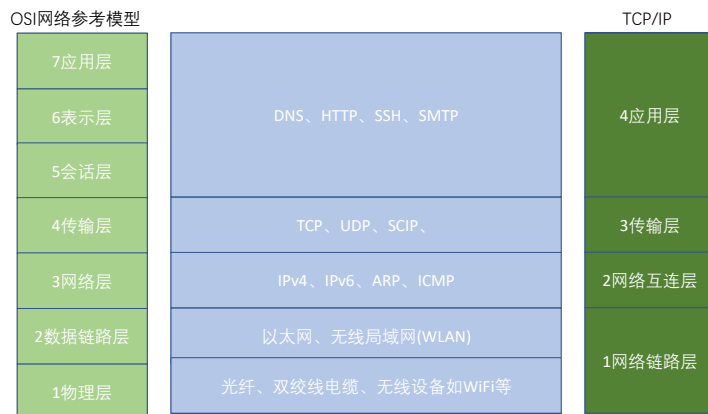 OSI网络参考模型
7应用层
6表示层
5会话层
4传输层
3网络层
2数据链路层
1物理层
DNS、HTTP、SSH、SMTP
TCP、UDP、SCIP、
IPv4、IPv6、ARP、ICMP
以太网、无线局域网(WLAN)
光纤、双绞线电缆、无线设备如WiFi等
TCP/IP
4应用层
3传输层
2网络互连层
1网络链路层